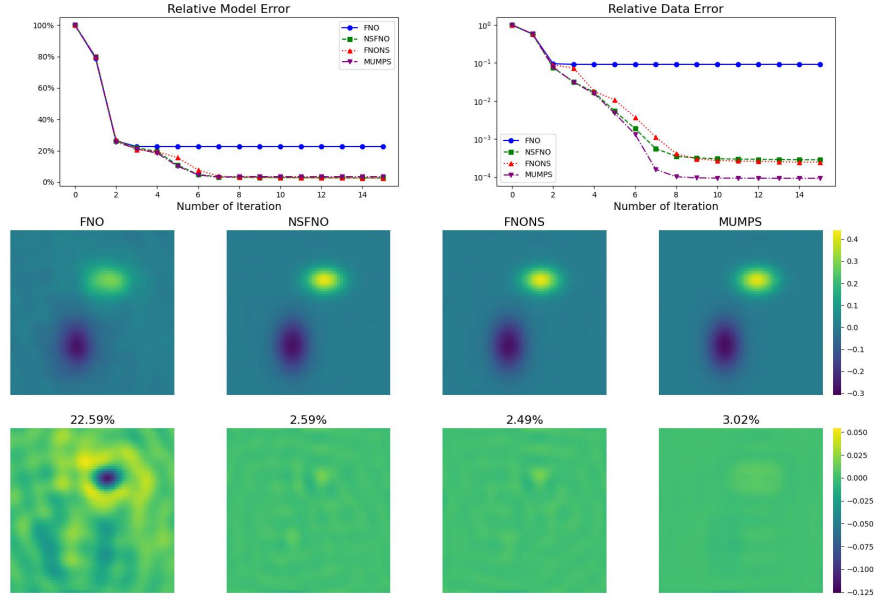 Relative Model Error
100%
80%
60%
40%
20%
0%
FNO
NSFNO
FNONS
MUMPS
0 2 4 6 8 10 12 14
Number of Iteration
Relative Data Error
10^0
10^-1
10^-2
10^-3
10^-4
FNO
NSFNO
FNONS
MUMPS
0 2 4 6 8 10 12 14
Number of Iteration
FNO NSFNO FNONS MUMPS
0.4
0.3
0.2
0.1
0.0
−0.1
−0.2
−0.3
22.59% 2.59% 2.49% 3.02%
0.050
0.025
0.000
−0.025
−0.050
−0.075
−0.100
−0.125